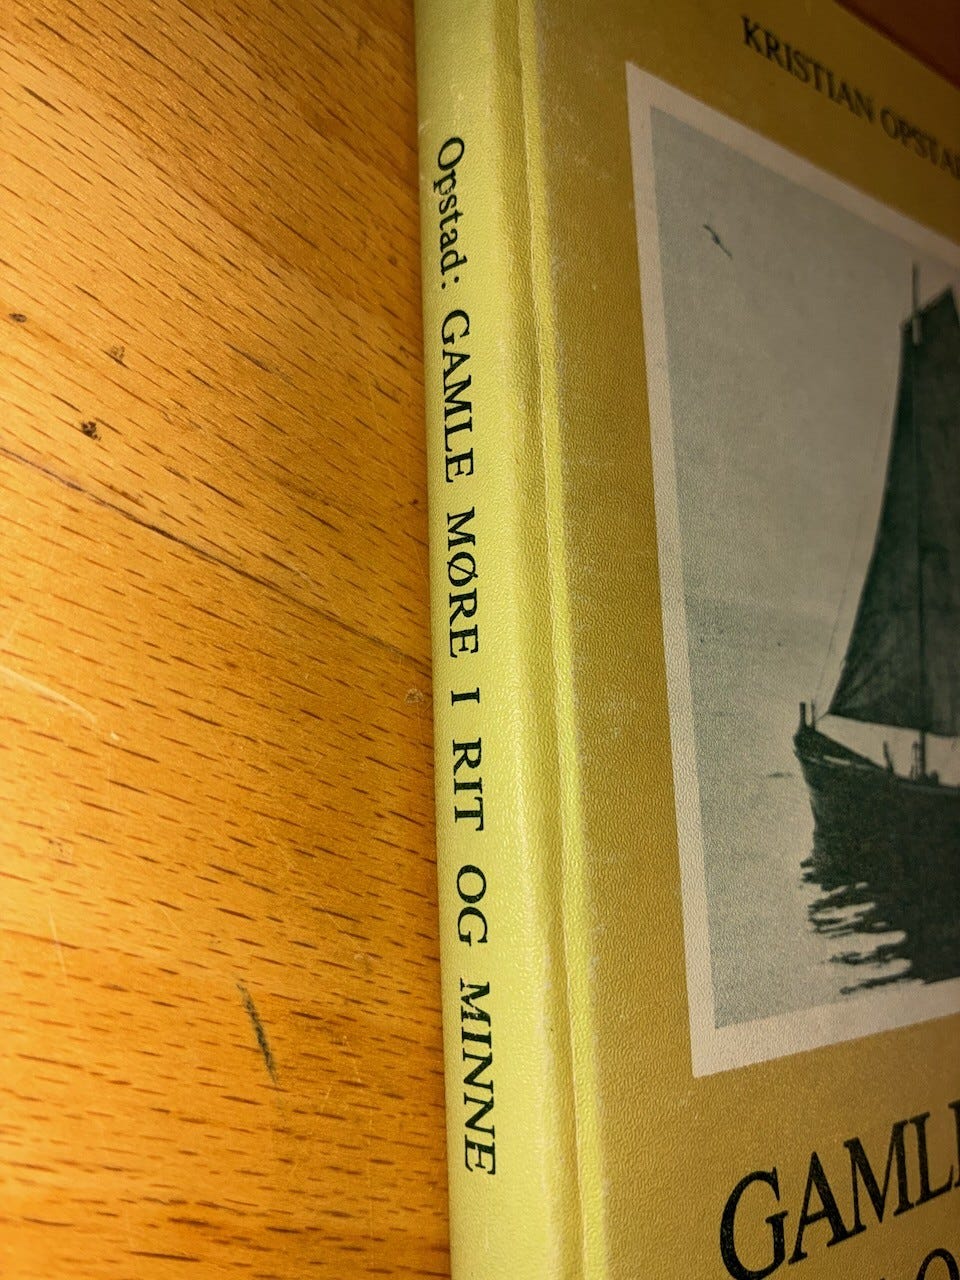 Opstad: GAMLE MØRE I RIT OG MINNE
KRISTIAN OPSTAD